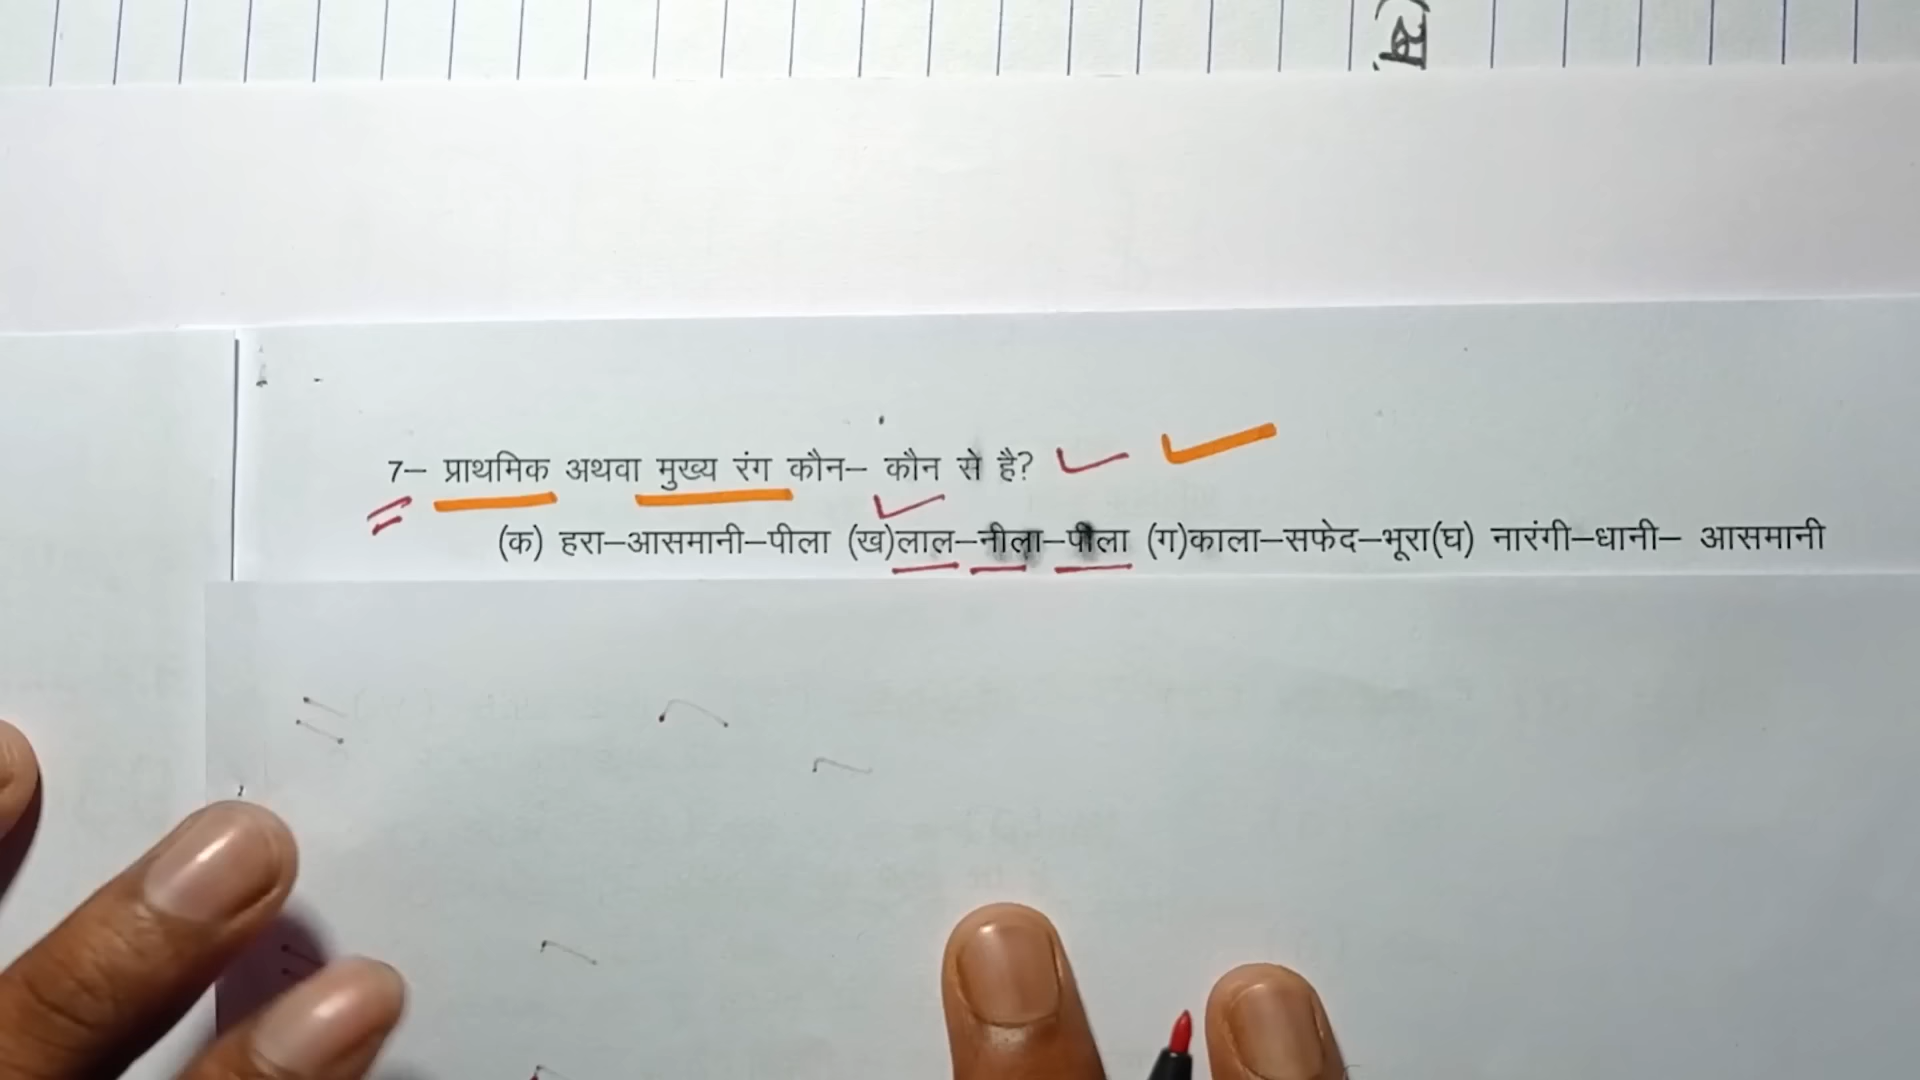 (ख)
7– प्राथमिक अथवा मुख्य रंग कौन– कौन से है?
(क) हरा–आसमानी–पीला (ख)लाल–नीला–पीला (ग)काला–सफेद–भूरा(घ) नारंगी–धानी– आसमानी